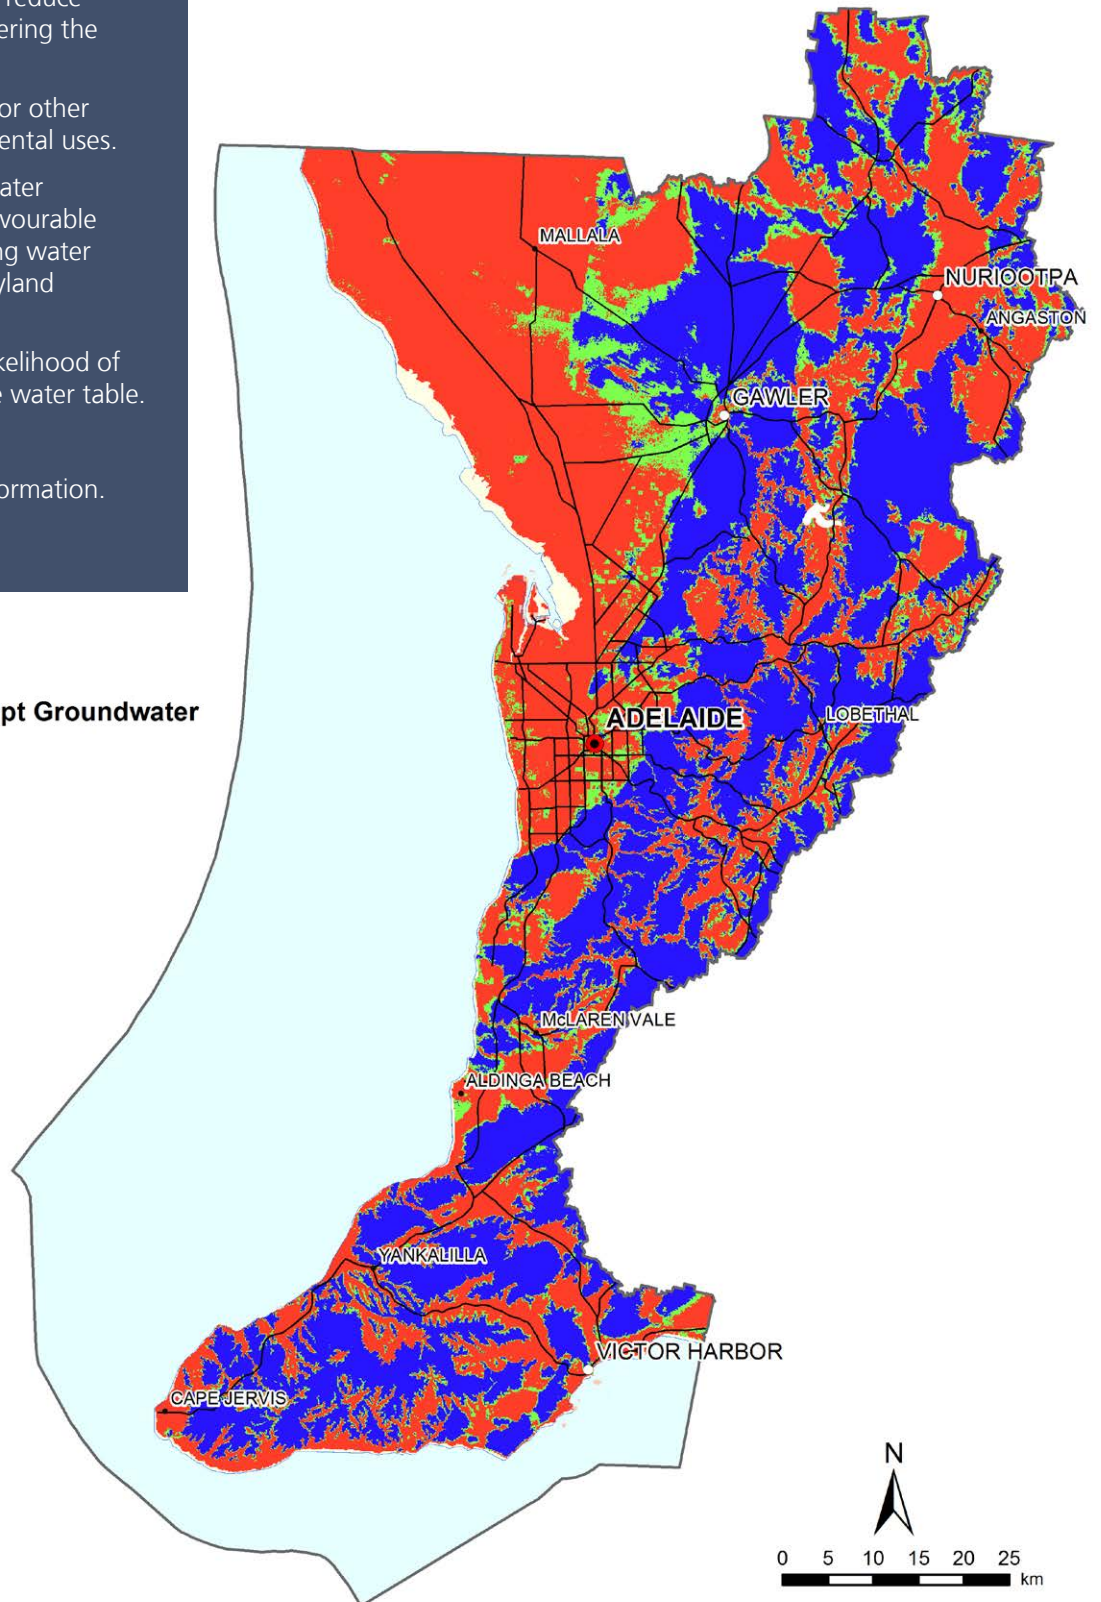 reduce
ering the
or other
ental uses.
ater
vourable
ng water
yland
kelihood of
e water table.
ormation.
pt Groundwater
MALLALA
NURIOOTPA
ANGASTON
GAWLER
ADELAIDE
LOBETHAL
McLAREN VALE
ALDINGA BEACH
YANKALILLA
VICTOR HARBOR
CAPE JERVIS
N
0 5 10 15 20 25
km